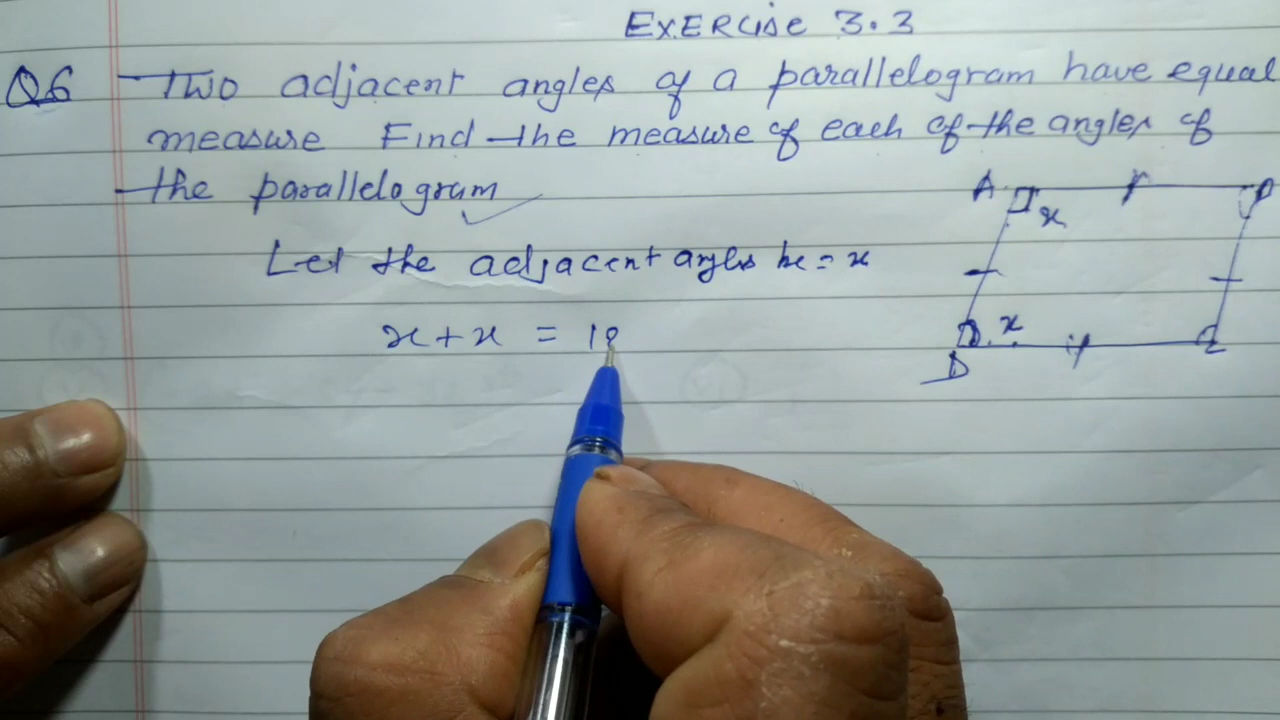 Exercise 3.3
Q6 Two adjacent angles of a parallelogram have equal
measure Find the measure of each of the angles of
the parallelogram
A x
Let the adjacent angles be = x
x + x = 18
x
D